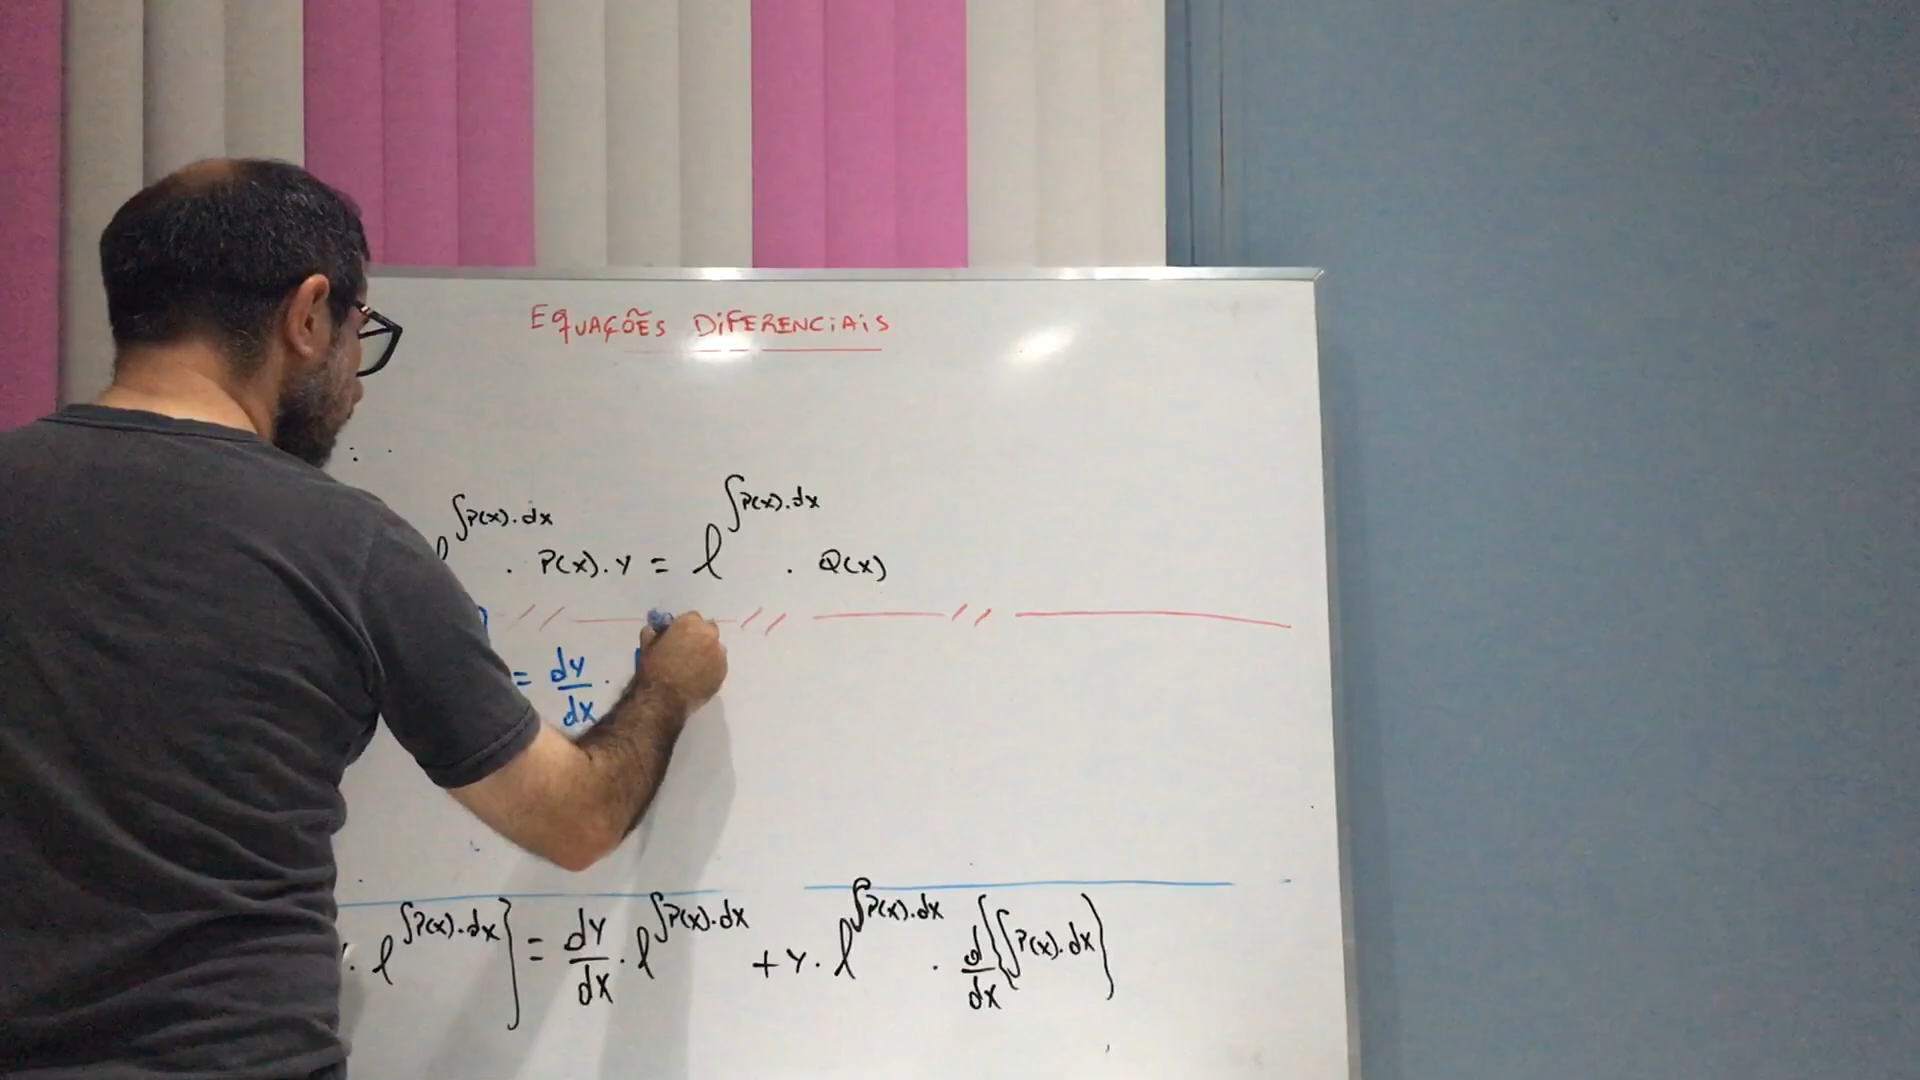 EQUAÇÕES DIFERENCIAIS
e^∫P(x).dx . P(x).y = e^∫P(x).dx . Q(x)
= dy/dx .
. e^∫P(x).dx } = dy/dx . e^∫P(x).dx + y . e^∫P(x).dx . d/dx {∫P(x).dx}